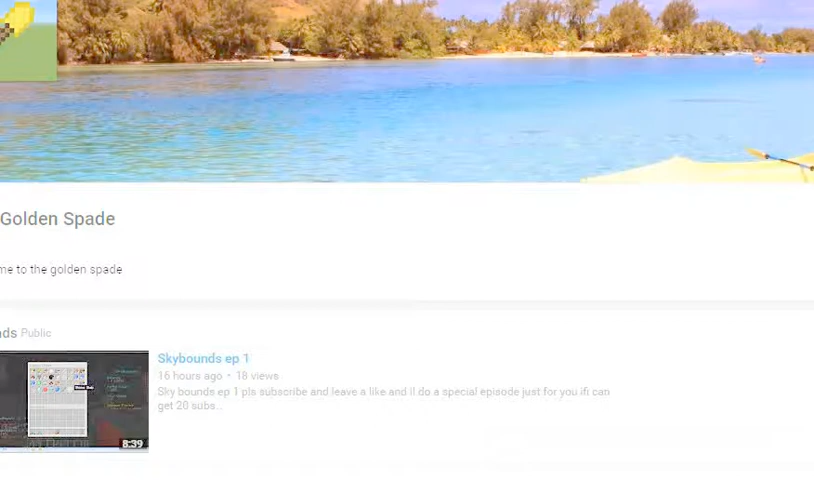 Golden Spade
me to the golden spade
nds Public
Skybounds ep 1
16 hours ago • 18 views
Sky bounds ep 1 pls subscribe and leave a like and il do a special episode just for you ifi can
get 20 subs..
8:39